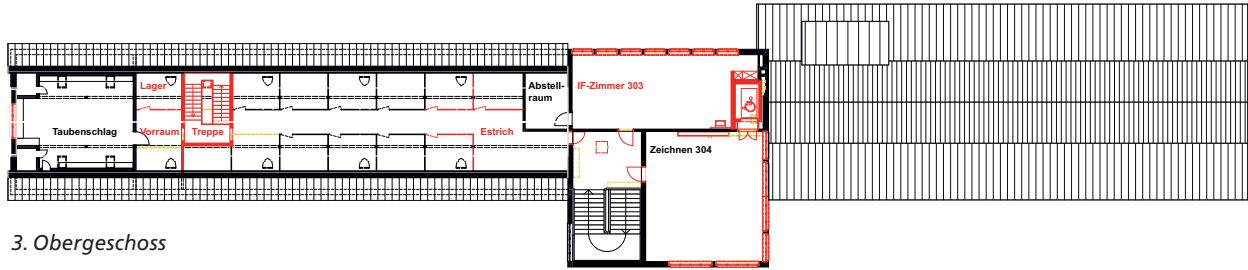 Lager
Abstell-
raum
IF-Zimmer 303
Taubenschlag
Vorraum
Treppe
Estrich
Zeichnen 304
3. Obergeschoss